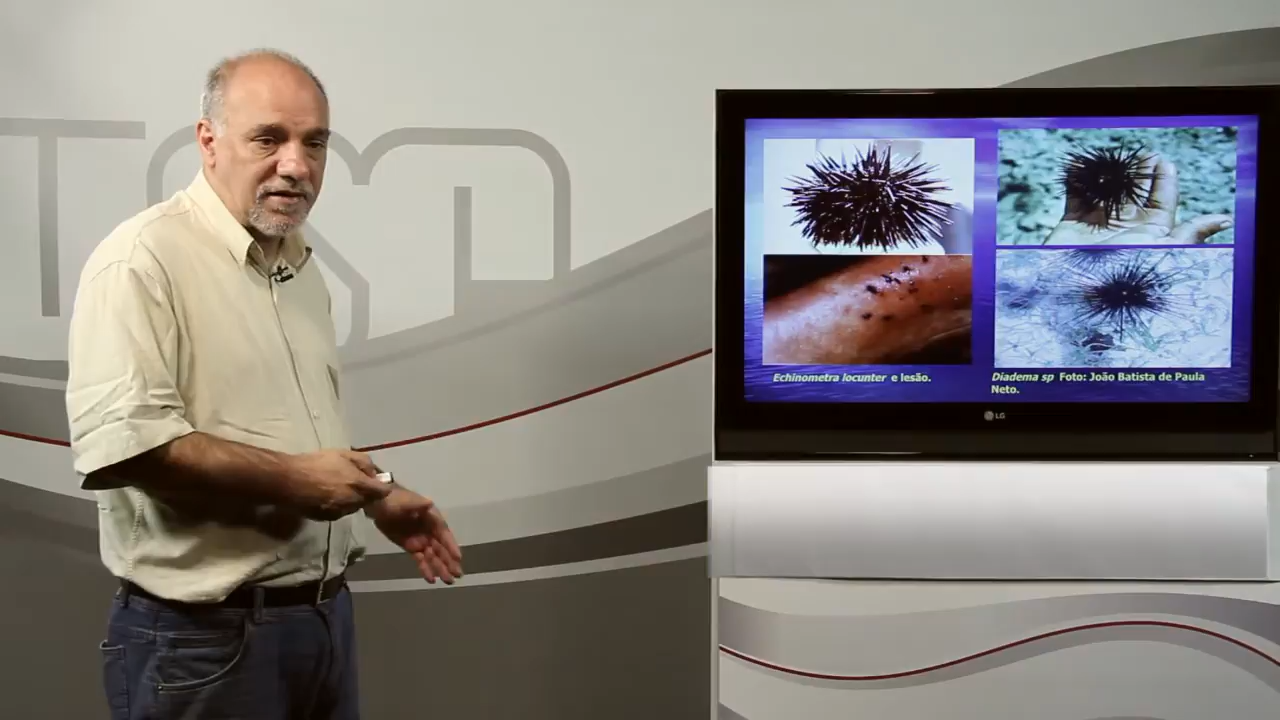 Echinometra locunter e lesão.
Diadema sp Foto: João Batista de Paula
Neto.
LG